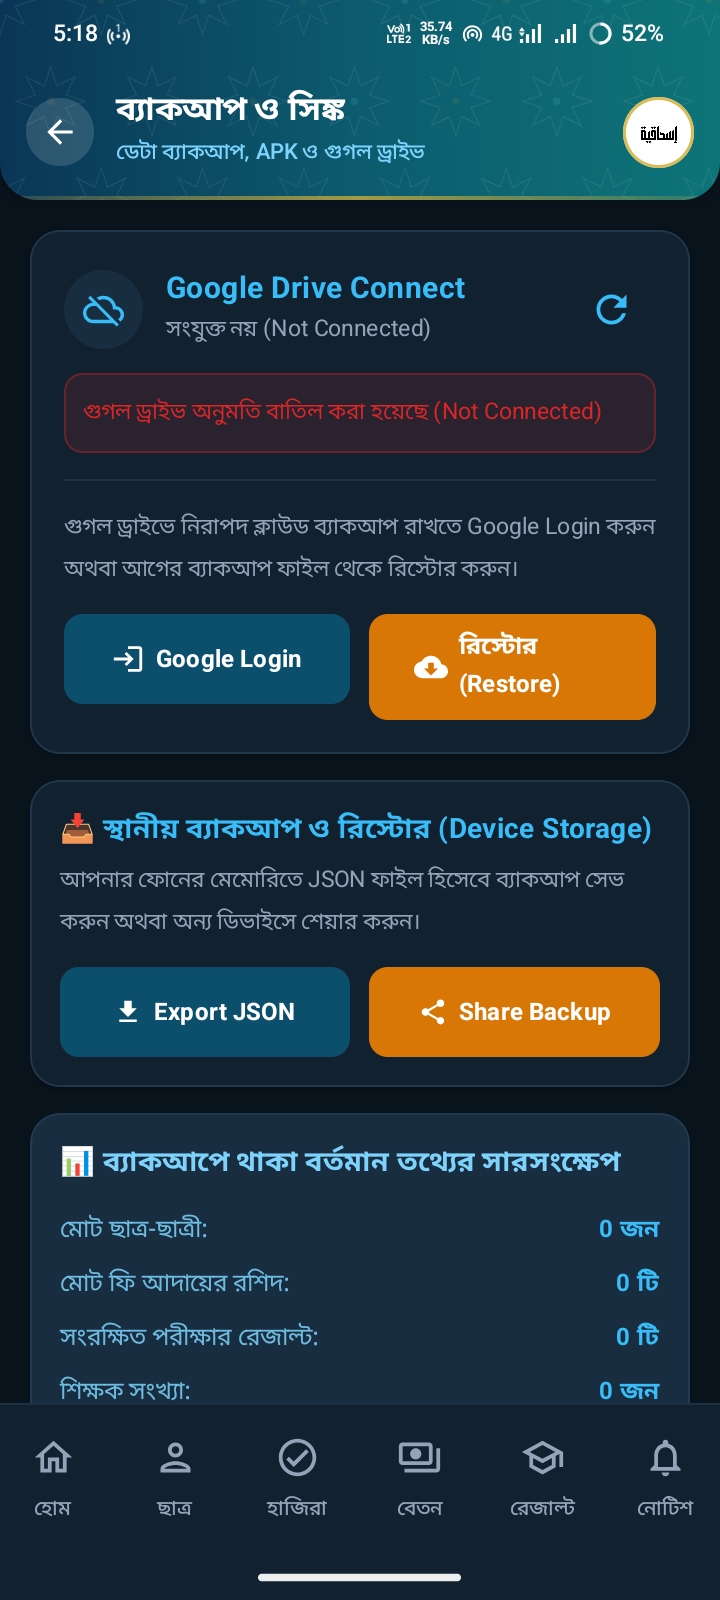 5:18
Vo)) 1
LTE2
35.74
KB/s
4G
52%
ব্যাকআপ ও সিঙ্ক
ডেটা ব্যাকআপ, APK ও গুগল ড্রাইভ
إسحاقية
Google Drive Connect
সংযুক্ত নয় (Not Connected)
গুগল ড্রাইভ অনুমতি বাতিল করা হয়েছে (Not Connected)
গুগল ড্রাইভে নিরাপদ ক্লাউড ব্যাকআপ রাখতে Google Login করুন
অথবা আগের ব্যাকআপ ফাইল থেকে রিস্টোর করুন।
Google Login
রিস্টোর
(Restore)
স্থানীয় ব্যাকআপ ও রিস্টোর (Device Storage)
আপনার ফোনের মেমোরিতে JSON ফাইল হিসেবে ব্যাকআপ সেভ
করুন অথবা অন্য ডিভাইসে শেয়ার করুন।
Export JSON
Share Backup
ব্যাকআপে থাকা বর্তমান তথ্যের সারসংক্ষেপ
মোট ছাত্র-ছাত্রী: 0 জন
মোট ফি আদায়ের রশিদ: 0 টি
সংরক্ষিত পরীক্ষার রেজাল্ট: 0 টি
শিক্ষক সংখ্যা: 0 জন
হোম
ছাত্র
হাজিরা
বেতন
রেজাল্ট
নোটিশ